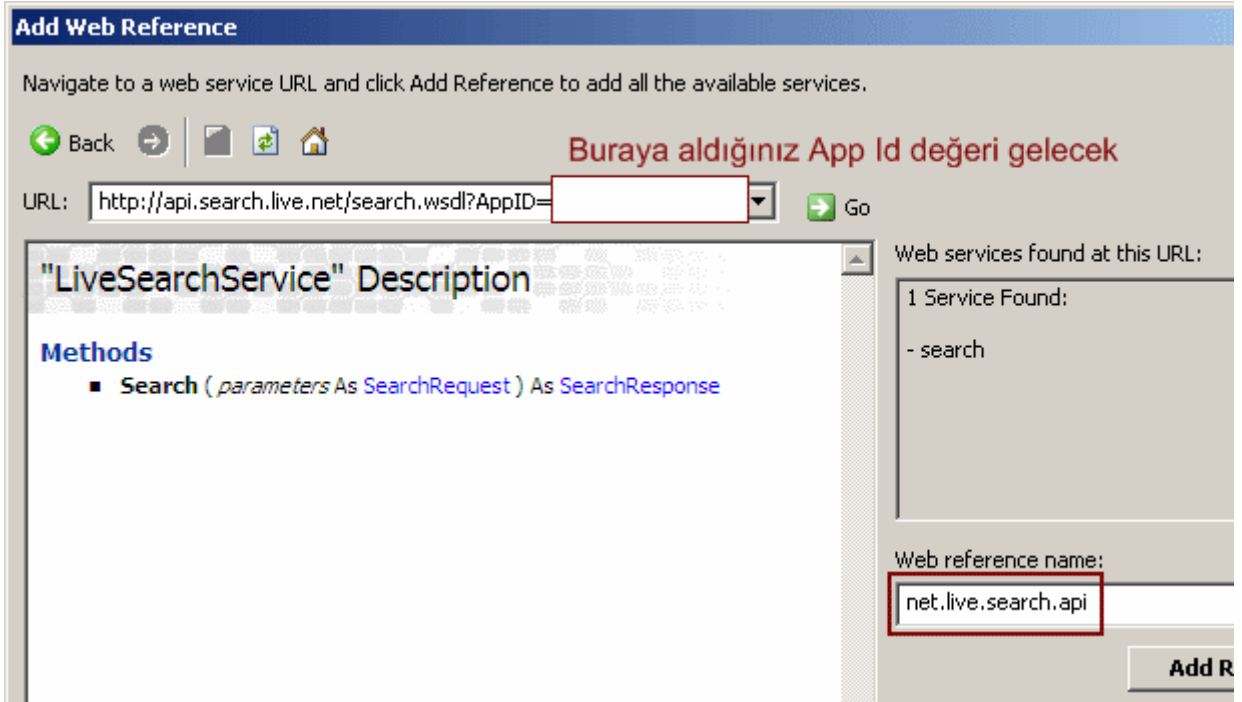 Add Web Reference
Navigate to a web service URL and click Add Reference to add all the available services.
Back
Buraya aldığınız App Id değeri gelecek
URL: http://api.search.live.net/search.wsdl?AppID= Go
"LiveSearchService" Description
Methods
Search ( parameters As SearchRequest ) As SearchResponse
Web services found at this URL:
1 Service Found:
- search
Web reference name:
net.live.search.api
Add R